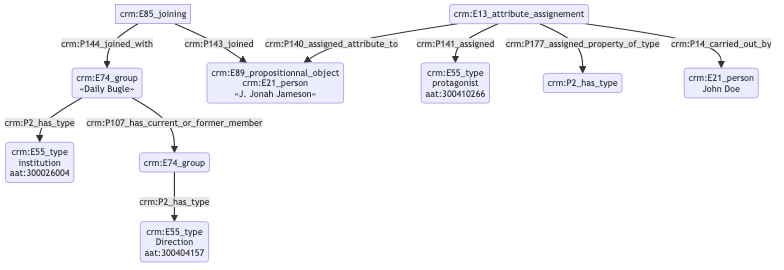 crm:E85_joining
crm:E13_attribute_assignement
crm:P144_joined_with
crm:P143_joined
crm:P140_assigned_attribute_to
crm:P141_assigned
crm:P177_assigned_property_of_type
crm:P14_carried_out_by
crm:E74_group
«Daily Bugle»
crm:E89_propositionnal_object
crm:E21_person
«J. Jonah Jameson»
crm:E55_type
protagonist
aat:300410266
crm:P2_has_type
crm:E21_person
John Doe
crm:P2_has_type
crm:P107_has_current_or_former_member
crm:E55_type
institution
aat:300026004
crm:E74_group
crm:P2_has_type
crm:E55_type
Direction
aat:300404157